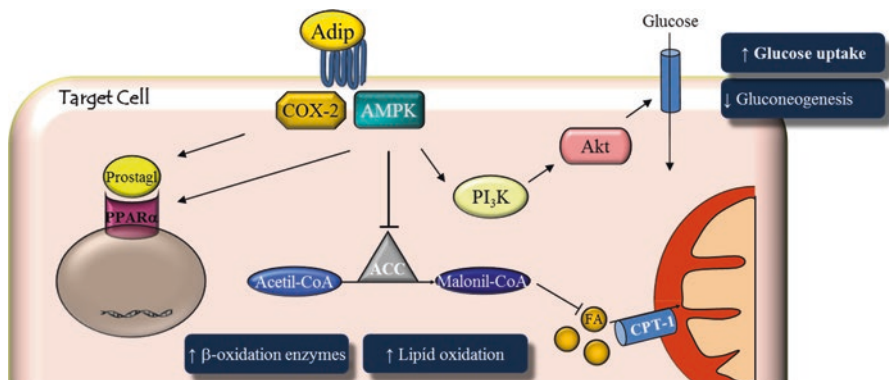 Adip
Glucose
↑ Glucose uptake
↓ Gluconeogenesis
Target Cell
COX-2
AMPK
Akt
Prostagl
PPARα
PI₃K
ACC
Acetil-CoA
Malonil-CoA
FA
CPT-1
↑ β-oxidation enzymes
↑ Lipid oxidation